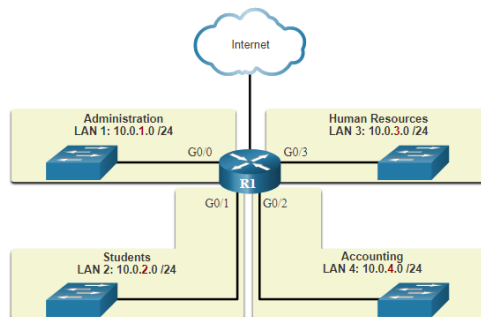 Internet
Administration
LAN 1: 10.0.1.0 /24
Human Resources
LAN 3: 10.0.3.0 /24
G0/0
G0/3
R1
G0/1
G0/2
Students
LAN 2: 10.0.2.0 /24
Accounting
LAN 4: 10.0.4.0 /24